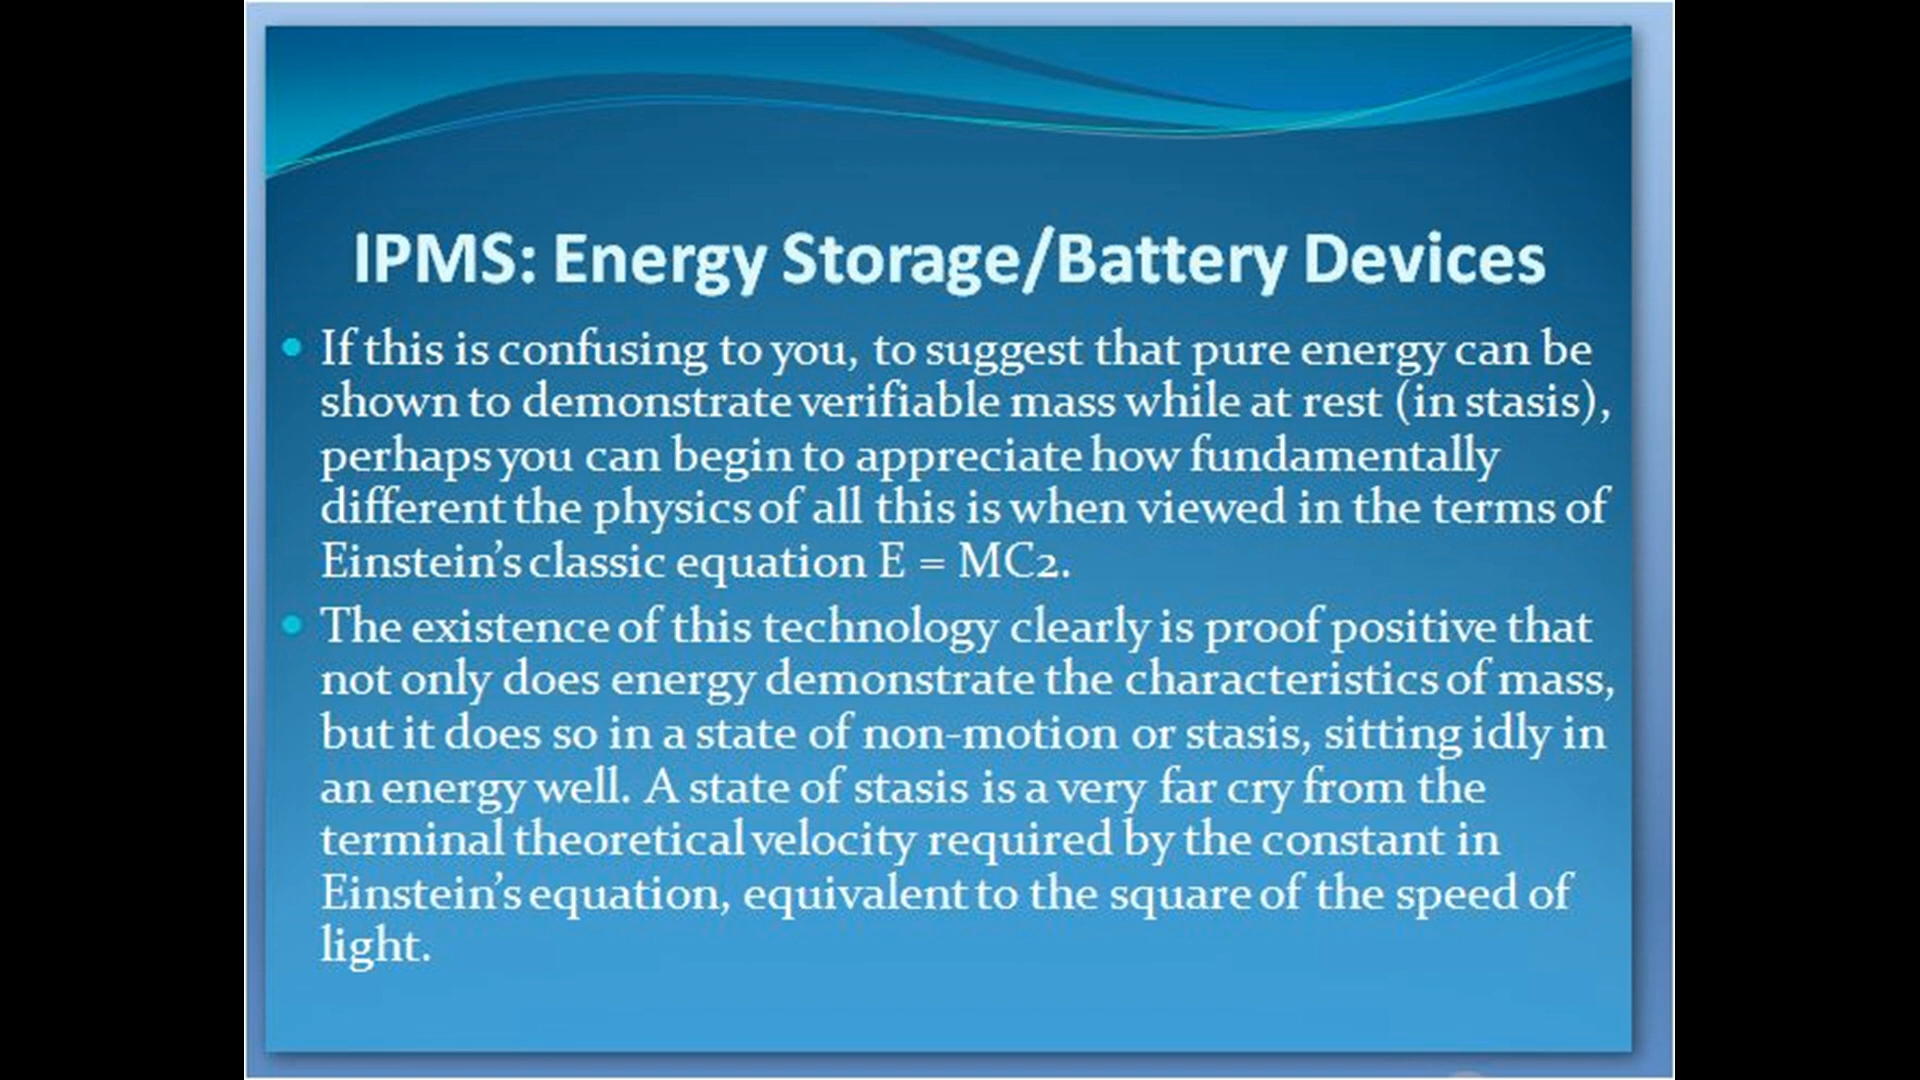 IPMS: Energy Storage/Battery Devices
• If this is confusing to you, to suggest that pure energy can be
shown to demonstrate verifiable mass while at rest (in stasis),
perhaps you can begin to appreciate how fundamentally
different the physics of all this is when viewed in the terms of
Einstein’s classic equation E = MC2.
• The existence of this technology clearly is proof positive that
not only does energy demonstrate the characteristics of mass,
but it does so in a state of non-motion or stasis, sitting idly in
an energy well. A state of stasis is a very far cry from the
terminal theoretical velocity required by the constant in
Einstein’s equation, equivalent to the square of the speed of
light.